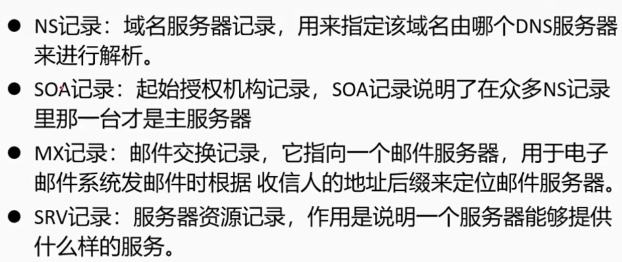 ● NS记录：域名服务器记录，用来指定该域名由哪个DNS服务器
来进行解析。
● SOA记录：起始授权机构记录，SOA记录说明了在众多NS记录
里那一台才是主服务器
● MX记录：邮件交换记录，它指向一个邮件服务器，用于电子
邮件系统发邮件时根据 收信人的地址后缀来定位邮件服务器。
● SRV记录：服务器资源记录，作用是说明一个服务器能够提供
什么样的服务。